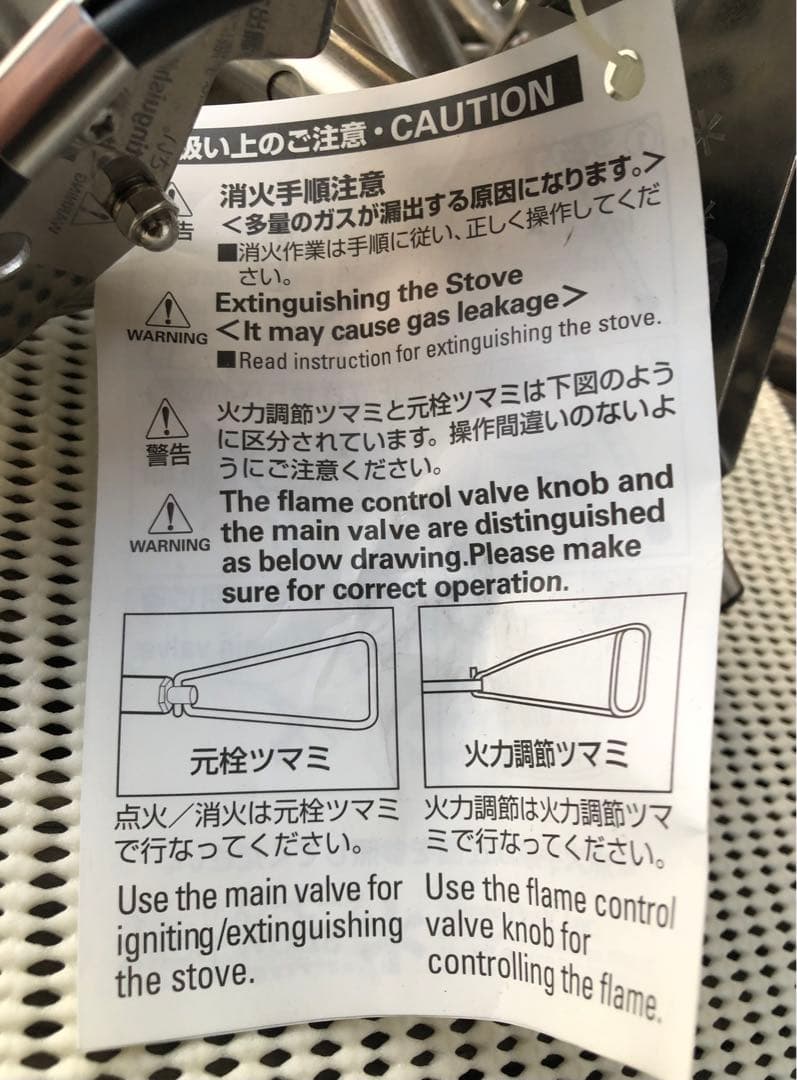 扱い上のご注意・CAUTION
告
消火手順注意
<多量のガスが漏出する原因になります。>
■消火作業は手順に従い、正しく操作してくだ
さい。
WARNING
Extinguishing the Stove
<It may cause gas leakage>
■Read instruction for extinguishing the stove.
警告
火力調節ツマミと元栓ツマミは下図のよう
に区分されています。操作間違いのないよ
うにご注意ください。
WARNING
The flame control valve knob and
the main valve are distinguished
as below drawing.Please make
sure for correct operation.
元栓ツマミ
点火／消火は元栓ツマミ
で行なってください。
Use the main valve for
igniting/extinguishing
the stove.
火力調節ツマミ
火力調節は火力調節ツマ
ミで行なってください。
Use the flame control
valve knob for
controlling the flame.
WARNING